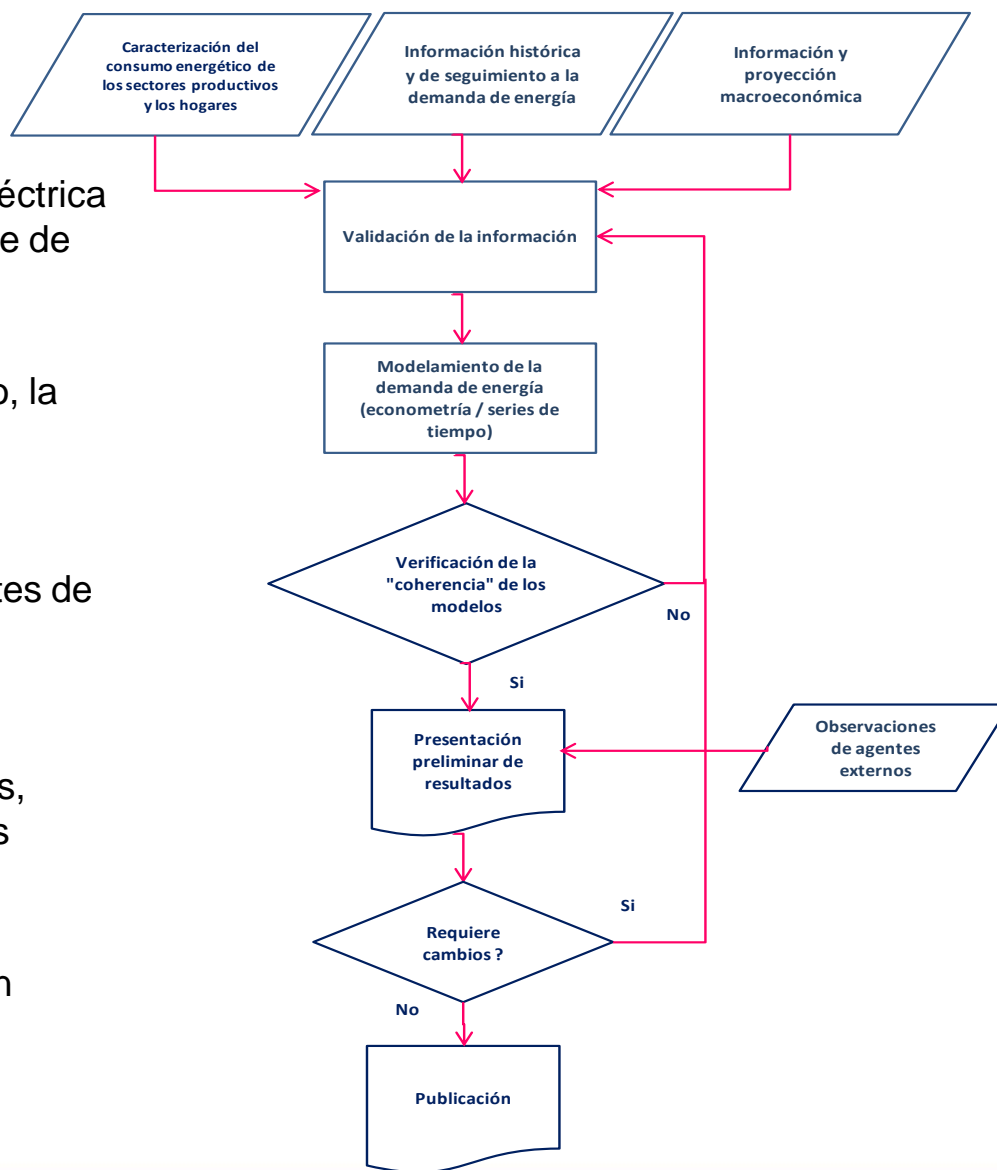 Caracterización del
consumo energético de
los sectores productivos
y los hogares
Información histórica
y de seguimiento a la
demanda de energía
Información y
proyección
macroeconómica
éctrica
e de
o, la
tes de
s,
s
n
Validación de la información
Modelamiento de la
demanda de energía
(econometría / series de
tiempo)
Verificación de la
"coherencia" de los
modelos
No
Si
Presentación
preliminar de
resultados
Observaciones
de agentes
externos
Requiere
cambios ?
Si
No
Publicación